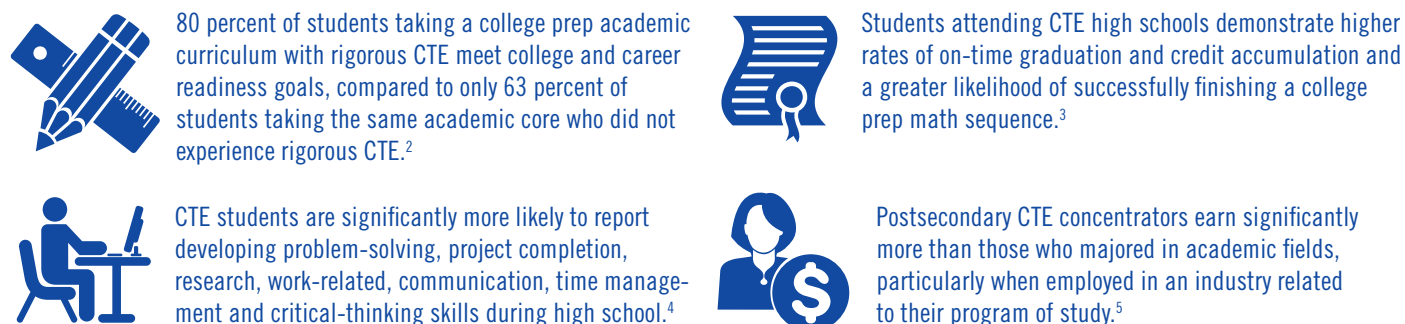 80 percent of students taking a college prep academic
curriculum with rigorous CTE meet college and career
readiness goals, compared to only 63 percent of
students taking the same academic core who did not
experience rigorous CTE.2
Students attending CTE high schools demonstrate higher
rates of on-time graduation and credit accumulation and
a greater likelihood of successfully finishing a college
prep math sequence.3
CTE students are significantly more likely to report
developing problem-solving, project completion,
research, work-related, communication, time manage-
ment and critical-thinking skills during high school.4
Postsecondary CTE concentrators earn significantly
more than those who majored in academic fields,
particularly when employed in an industry related
to their program of study.5
$